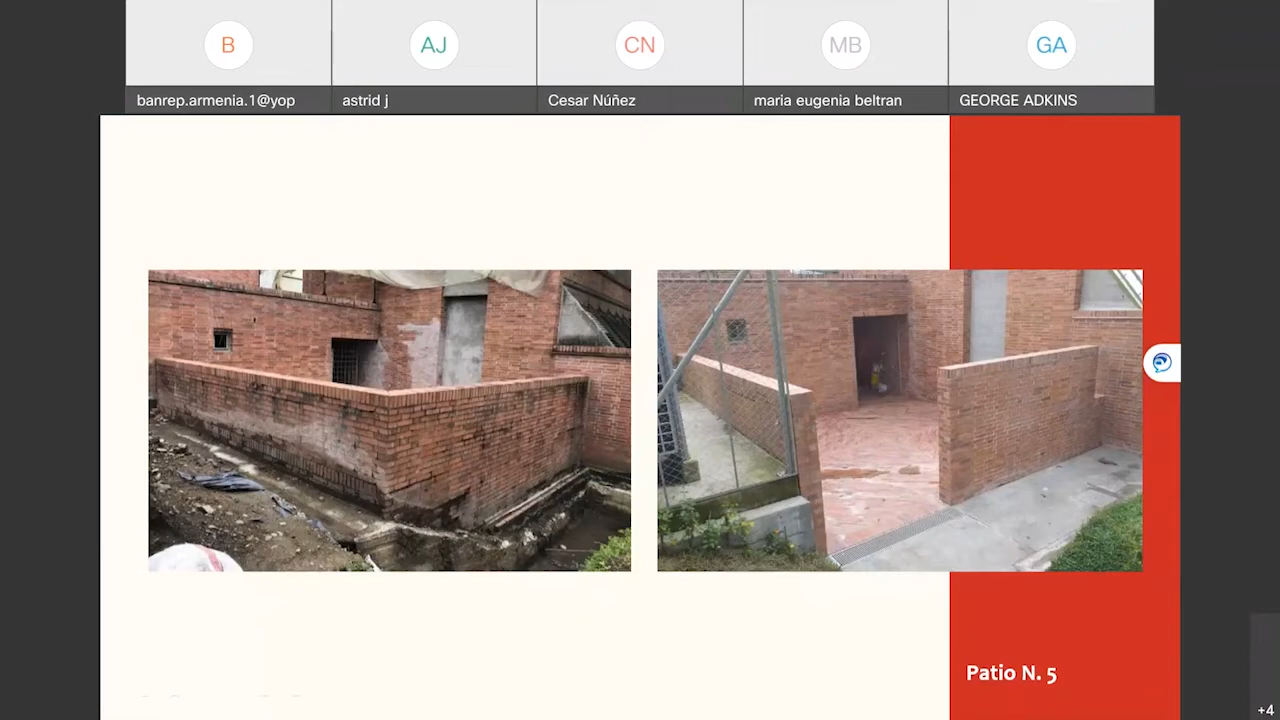 B
AJ
CN
MB
GA
banrep.armenia.1@yop
astrid j
Cesar Núñez
maria eugenia beltran
GEORGE ADKINS
Patio N. 5
+4